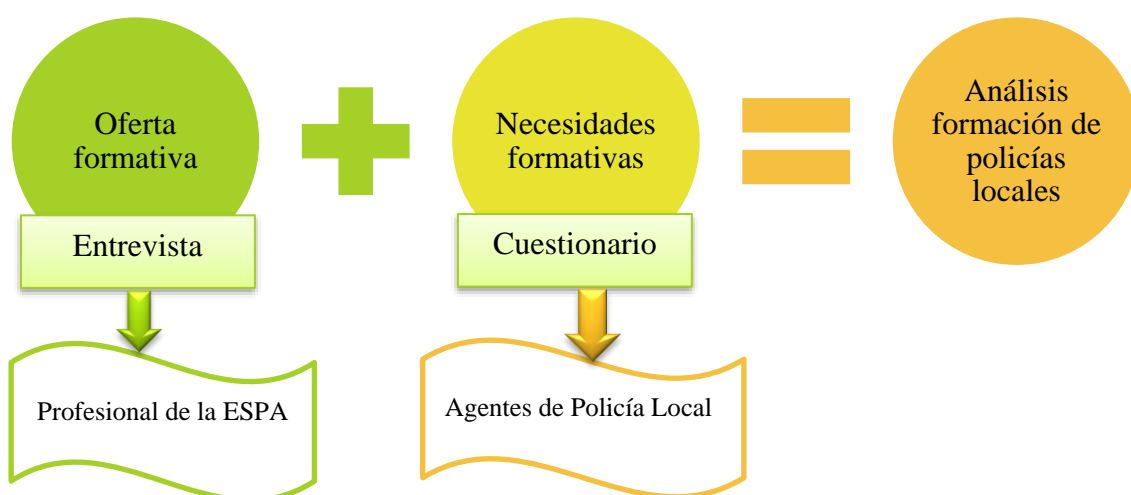 Oferta
formativa
Entrevista
Profesional de la ESPA
Necesidades
formativas
Cuestionario
Agentes de Policía Local
Análisis
formación de
policías
locales